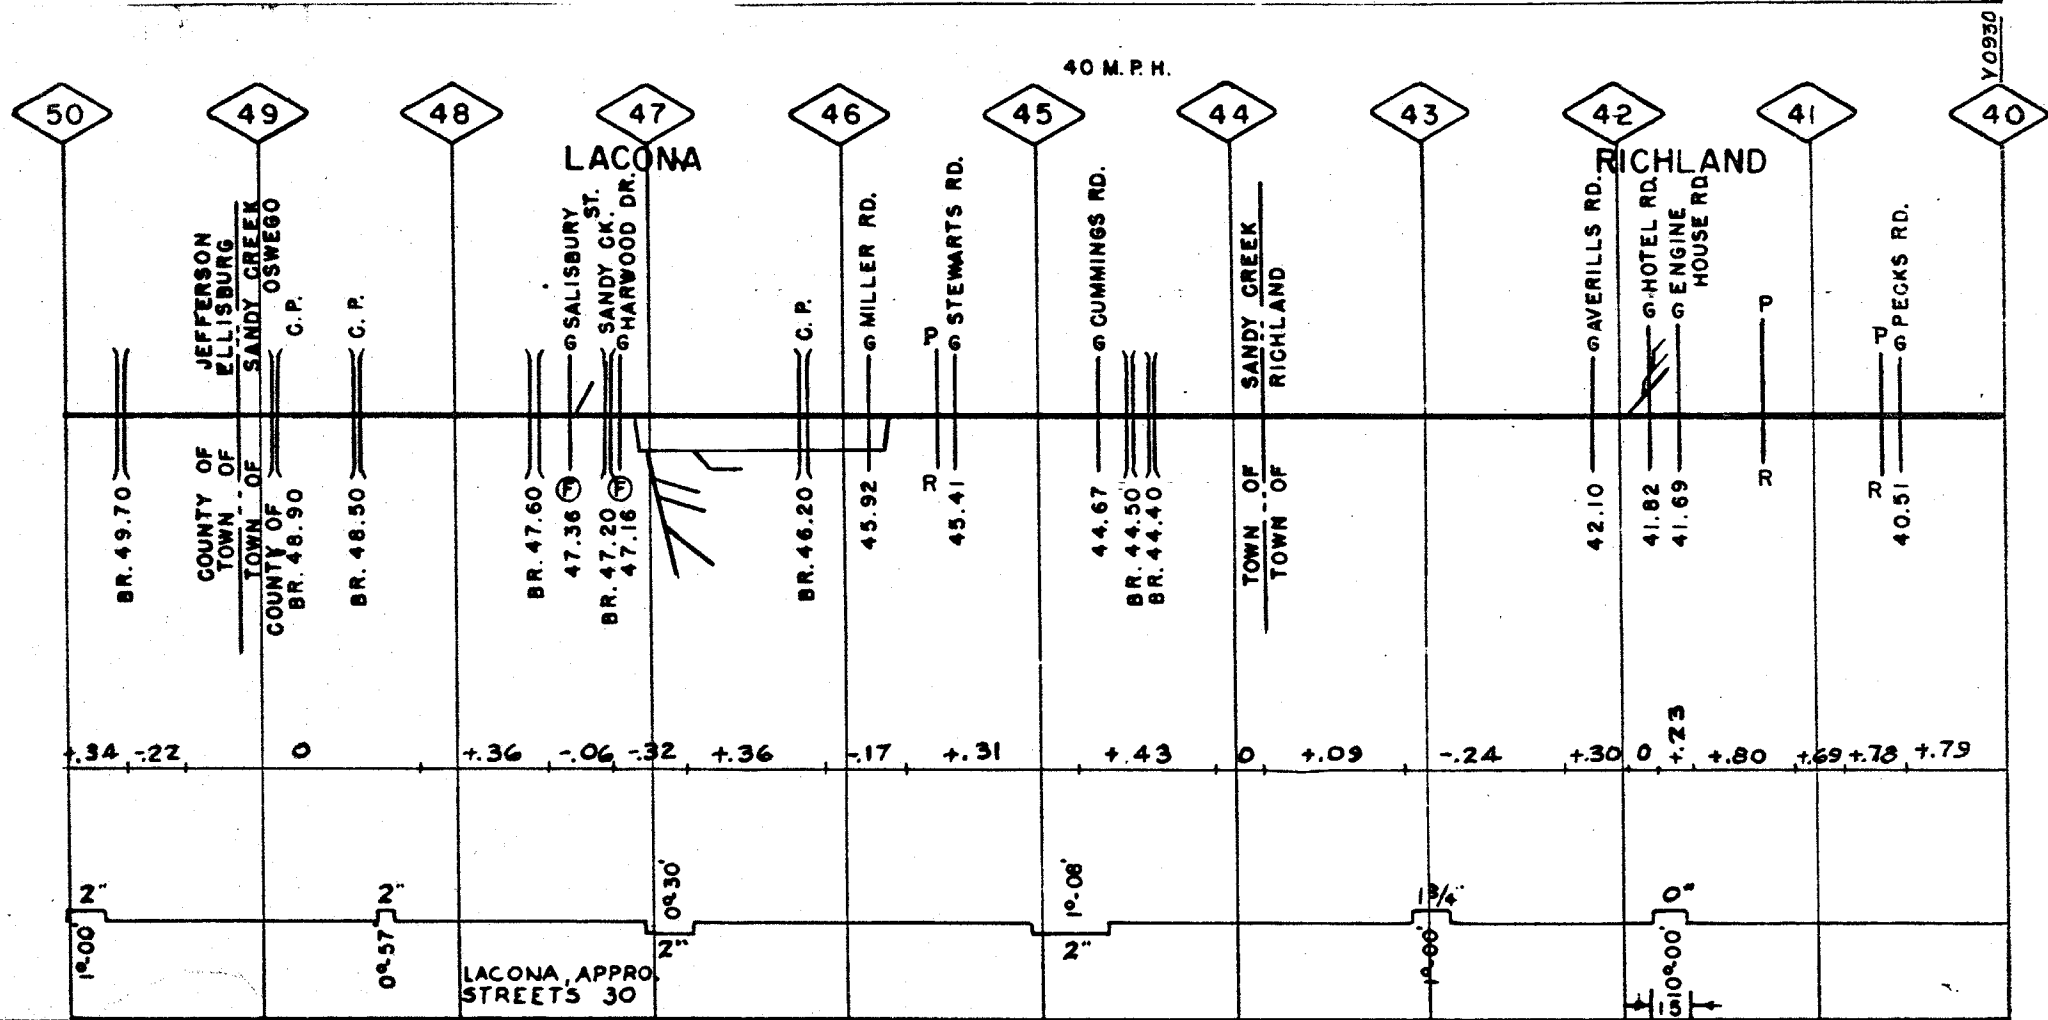 Y0930
40 M.P.H.
50 49 48 47 46 45 44 43 42 41 40
LACONA
RICHLAND
JEFFERSON
ELLISBURG
SANDY CREEK
OSWEGO
C.P.
C.P.
G SALISBURY ST.
SANDY CK.
G HARWOOD DR.
C.P.
G MILLER RD.
P
G STEWARTS RD.
G CUMMINGS RD.
SANDY CREEK
RICHLAND
G AVERILLS RD.
G HOTEL RD.
G ENGINE HOUSE RD.
P
P
G PECKS RD.
BR. 49.70
COUNTY OF
TOWN OF
TOWN OF
COUNTY OF
BR. 48.90
BR. 48.50
BR. 47.60
F
47.36
BR. 47.20
F
47.16
BR. 46.20
45.92
R
45.41
44.67
BR. 44.50
BR. 44.40
TOWN OF
TOWN OF
42.10
41.82
41.69
R
R
40.51
+.34 -.22 0 +.36 -.06 -.32 +.36 -.17 +.31 +.43 0 +.09 -.24 +.30 0 +.23 +.80 +.69 +.78 +.79
2" 2" 0°-30' 1°-08' 1 3/4" 0"
1°-00' 0°-57' 2" 2" 1°-00' 10°-00'
LACONA, APPRO.
STREETS 30
15